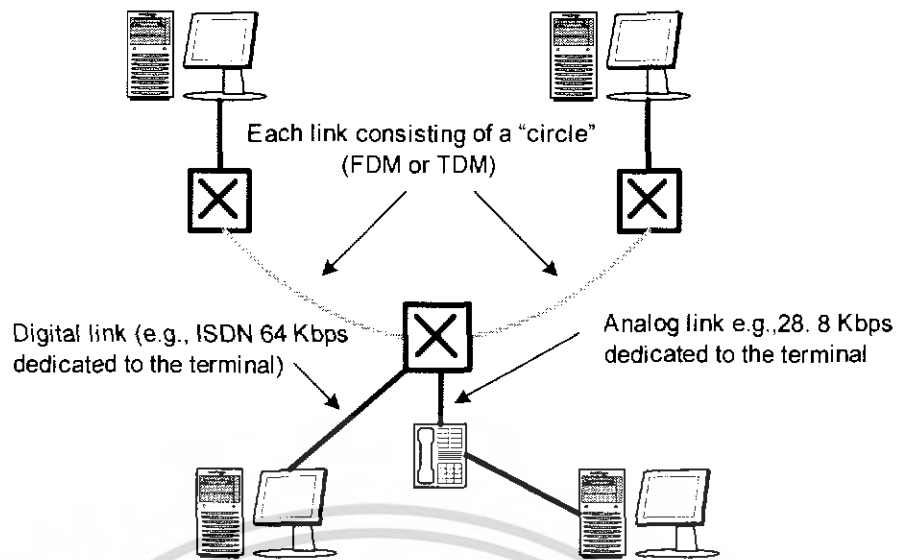 Each link consisting of a “circle”
(FDM or TDM)
Digital link (e.g., ISDN 64 Kbps
dedicated to the terminal)
Analog link e.g.,28. 8 Kbps
dedicated to the terminal